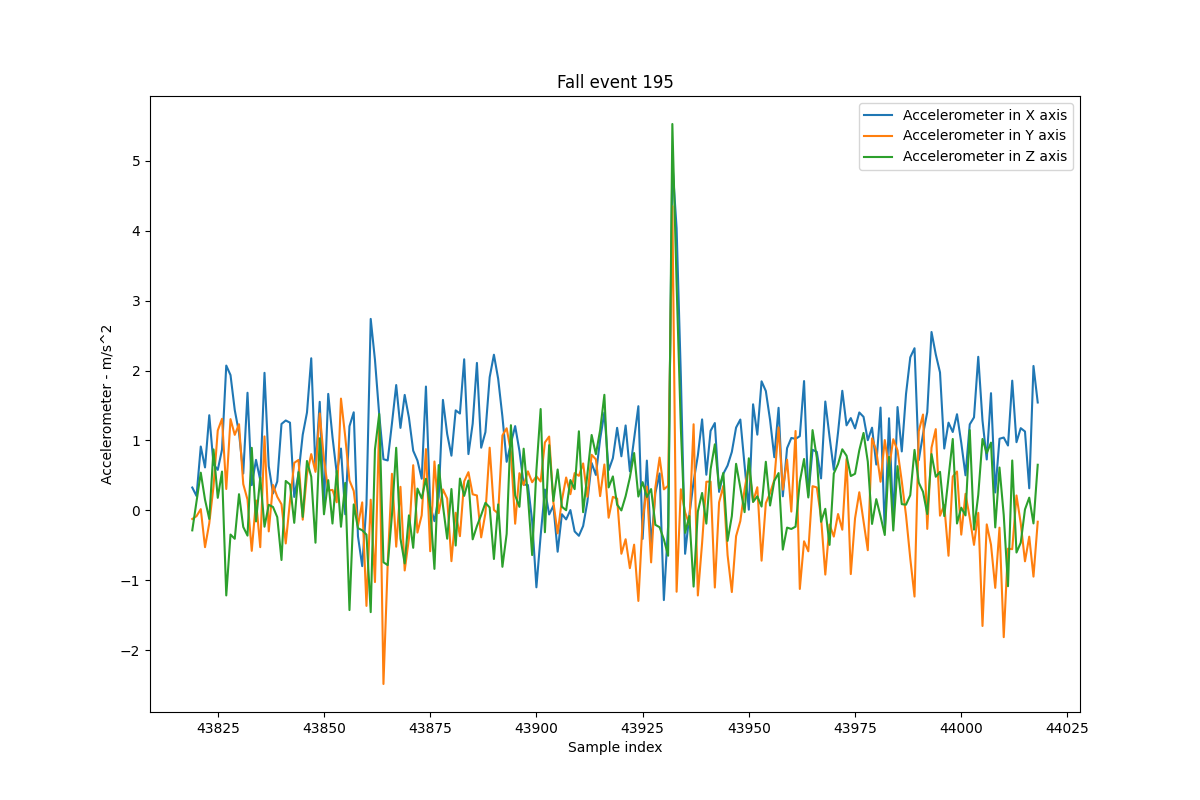 Fall event 195
Accelerometer in X axis
Accelerometer in Y axis
Accelerometer in Z axis
Accelerometer - m/s^2
5
4
3
2
1
0
−1
−2
43825 43850 43875 43900 43925 43950 43975 44000 44025
Sample index